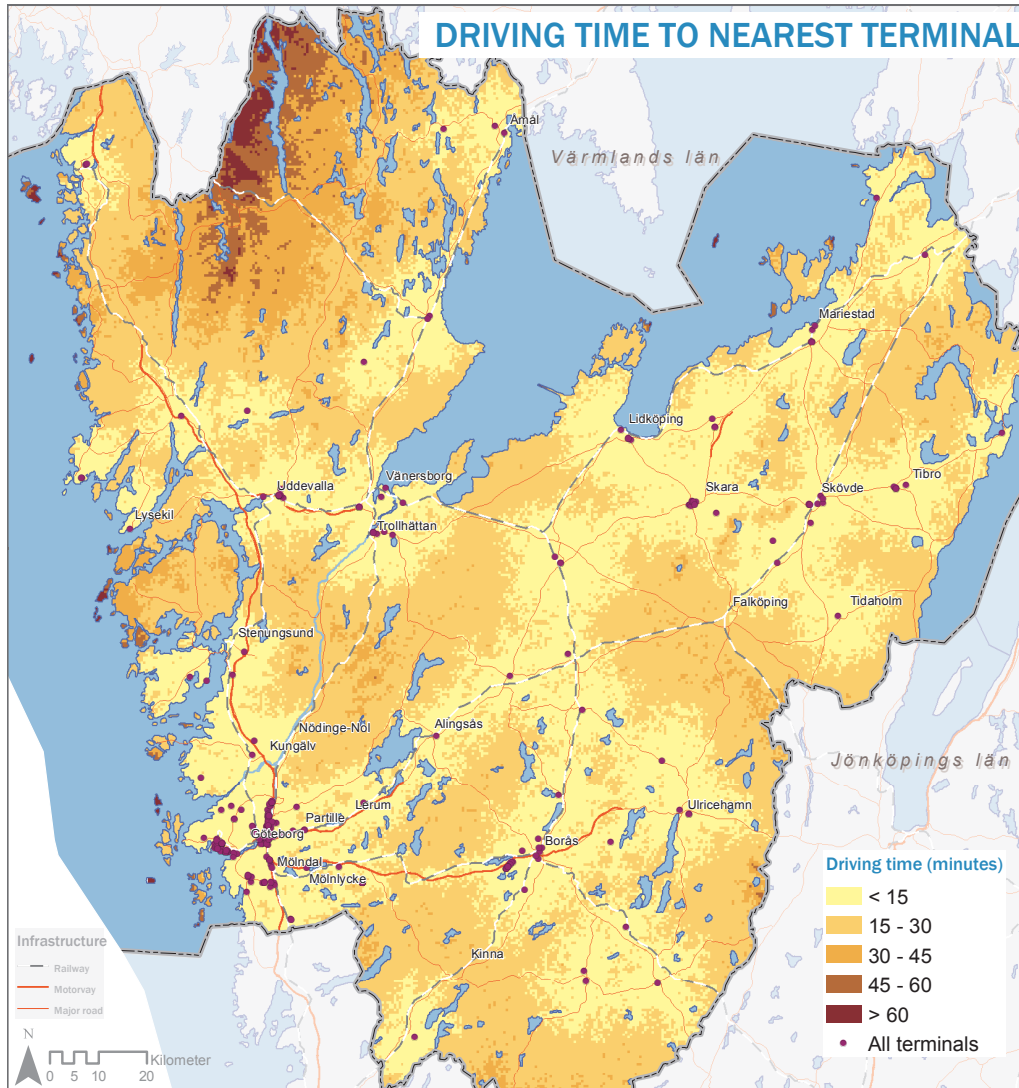 DRIVING TIME TO NEAREST TERMINAL
Åmål
Värmlands län
Mariestad
Lidköping
Vänersborg
Uddevalla
Skara
Skövde
Tibro
Lysekil
Trollhättan
Falköping
Tidaholm
Stenungsund
Nödinge-Nol
Alingsås
Kungälv
Jönköpings län
Lerum
Ulricehamn
Partille
Göteborg
Borås
Mölndal
Mölnlycke
Kinna
Driving time (minutes)
< 15
15 - 30
30 - 45
45 - 60
> 60
All terminals
Infrastructure
Railway
Motorvay
Major road
N
Kilometer
0 5 10 20